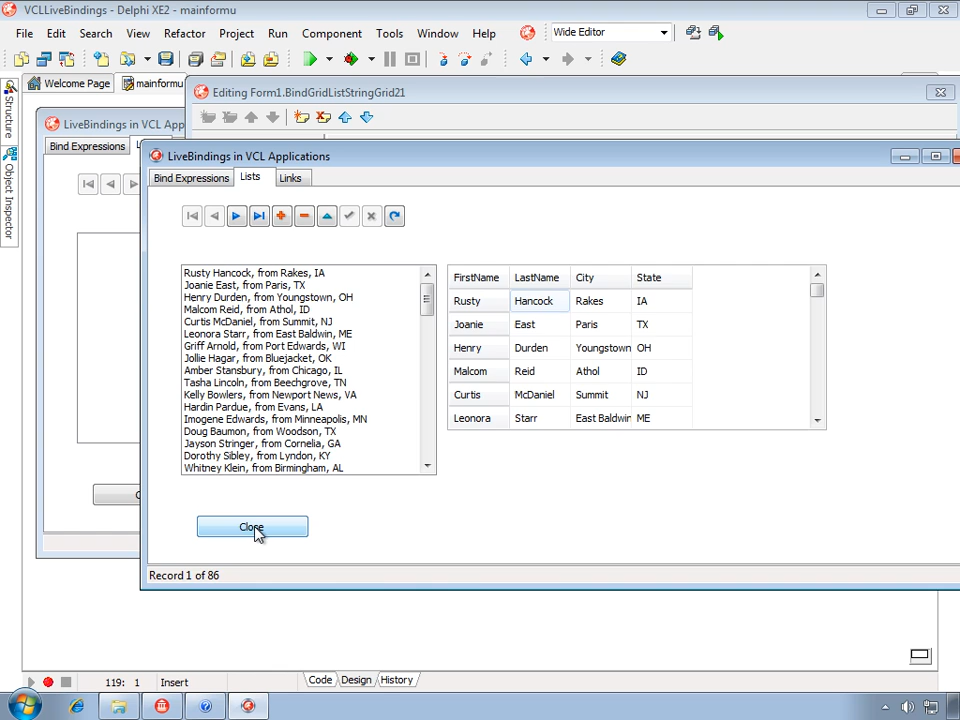 VCLLiveBindings - Delphi XE2 - mainformu
File Edit Search View Refactor Project Run Component Tools Window Help
Wide Editor
Welcome Page mainformu
Editing Form1.BindGridListStringGrid21
Structure
Object Inspector
LiveBindings in VCL App
Bind Expressions
LiveBindings in VCL Applications
Bind Expressions Lists Links
Rusty Hancock, from Rakes, IA
Joanie East, from Paris, TX
Henry Durden, from Youngstown, OH
Malcom Reid, from Athol, ID
Curtis McDaniel, from Summit, NJ
Leonora Starr, from East Baldwin, ME
Griff Arnold, from Port Edwards, WI
Jollie Hagar, from Bluejacket, OK
Amber Stansbury, from Chicago, IL
Tasha Lincoln, from Beechgrove, TN
Kelly Bowlers, from Newport News, VA
Hardin Pardue, from Evans, LA
Imogene Edwards, from Minneapolis, MN
Doug Baumon, from Woodson, TX
Jayson Stringer, from Cornelia, GA
Dorothy Sibley, from Lyndon, KY
Whitney Klein, from Birmingham, AL
FirstName LastName City State
Rusty Hancock Rakes IA
Joanie East Paris TX
Henry Durden Youngstown OH
Malcom Reid Athol ID
Curtis McDaniel Summit NJ
Leonora Starr East Baldwin ME
Close
Record 1 of 86
119: 1 Insert Code Design History